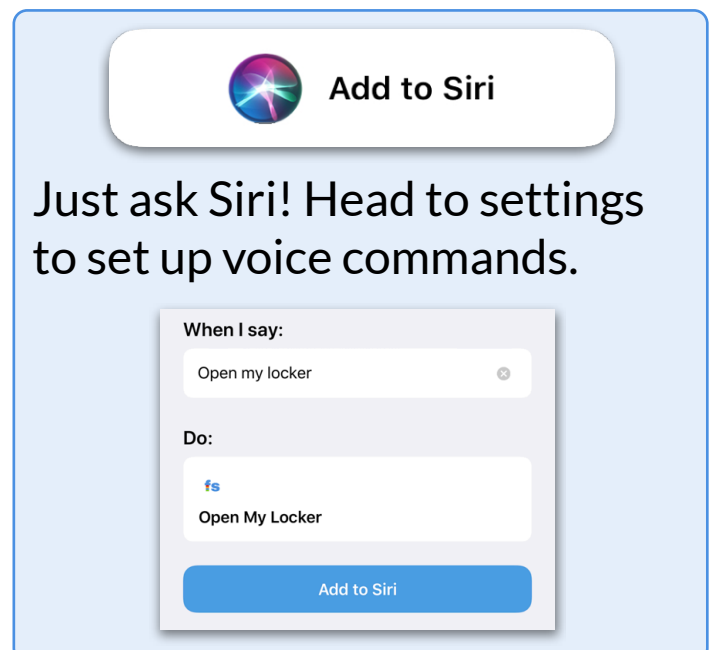 Add to Siri
Just ask Siri! Head to settings
to set up voice commands.
When I say:
Open my locker
Do:
fs
Open My Locker
Add to Siri